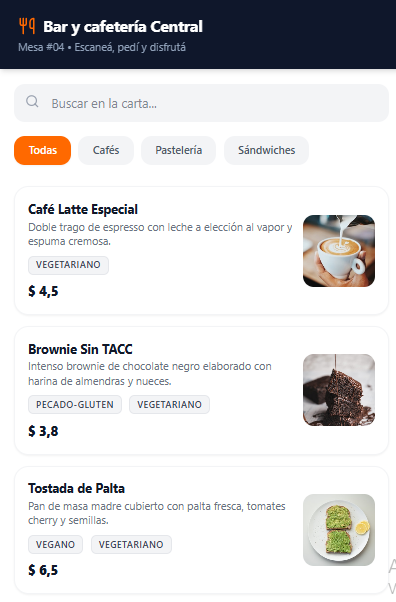 Bar y cafetería Central
Mesa #04 • Escaneá, pedí y disfrutá
Buscar en la carta...
Todas
Cafés
Pastelería
Sándwiches
Café Latte Especial
Doble trago de espresso con leche a elección al vapor y
espuma cremosa.
VEGETARIANO
$ 4,5
Brownie Sin TACC
Intenso brownie de chocolate negro elaborado con
harina de almendras y nueces.
PECADO-GLUTEN
VEGETARIANO
$ 3,8
Tostada de Palta
Pan de masa madre cubierto con palta fresca, tomates
cherry y semillas.
VEGANO
VEGETARIANO
$ 6,5